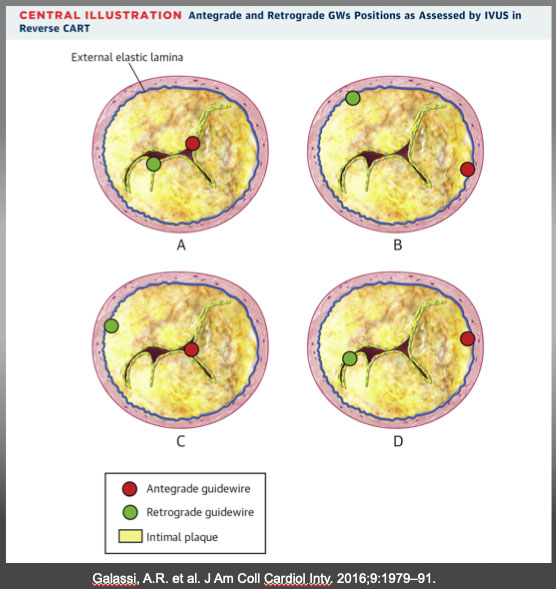 CENTRAL ILLUSTRATION Antegrade and Retrograde GWs Positions as Assessed by IVUS in
Reverse CART
External elastic lamina
A
B
C
D
Antegrade guidewire
Retrograde guidewire
Intimal plaque
Galassi, A.R. et al. J Am Coll Cardiol Intv. 2016;9:1979–91.